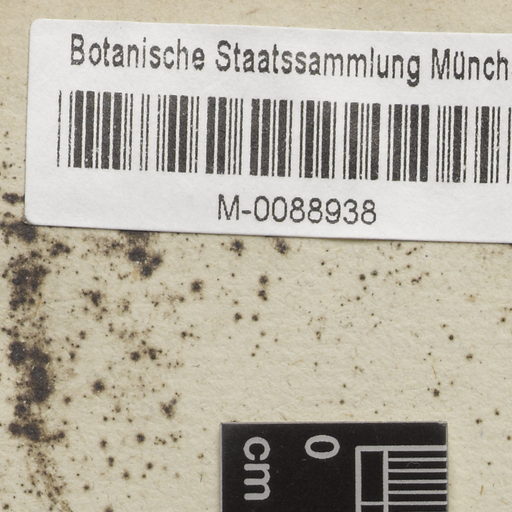 Botanische Staatssammlung Münch
M-0088938
0
cm